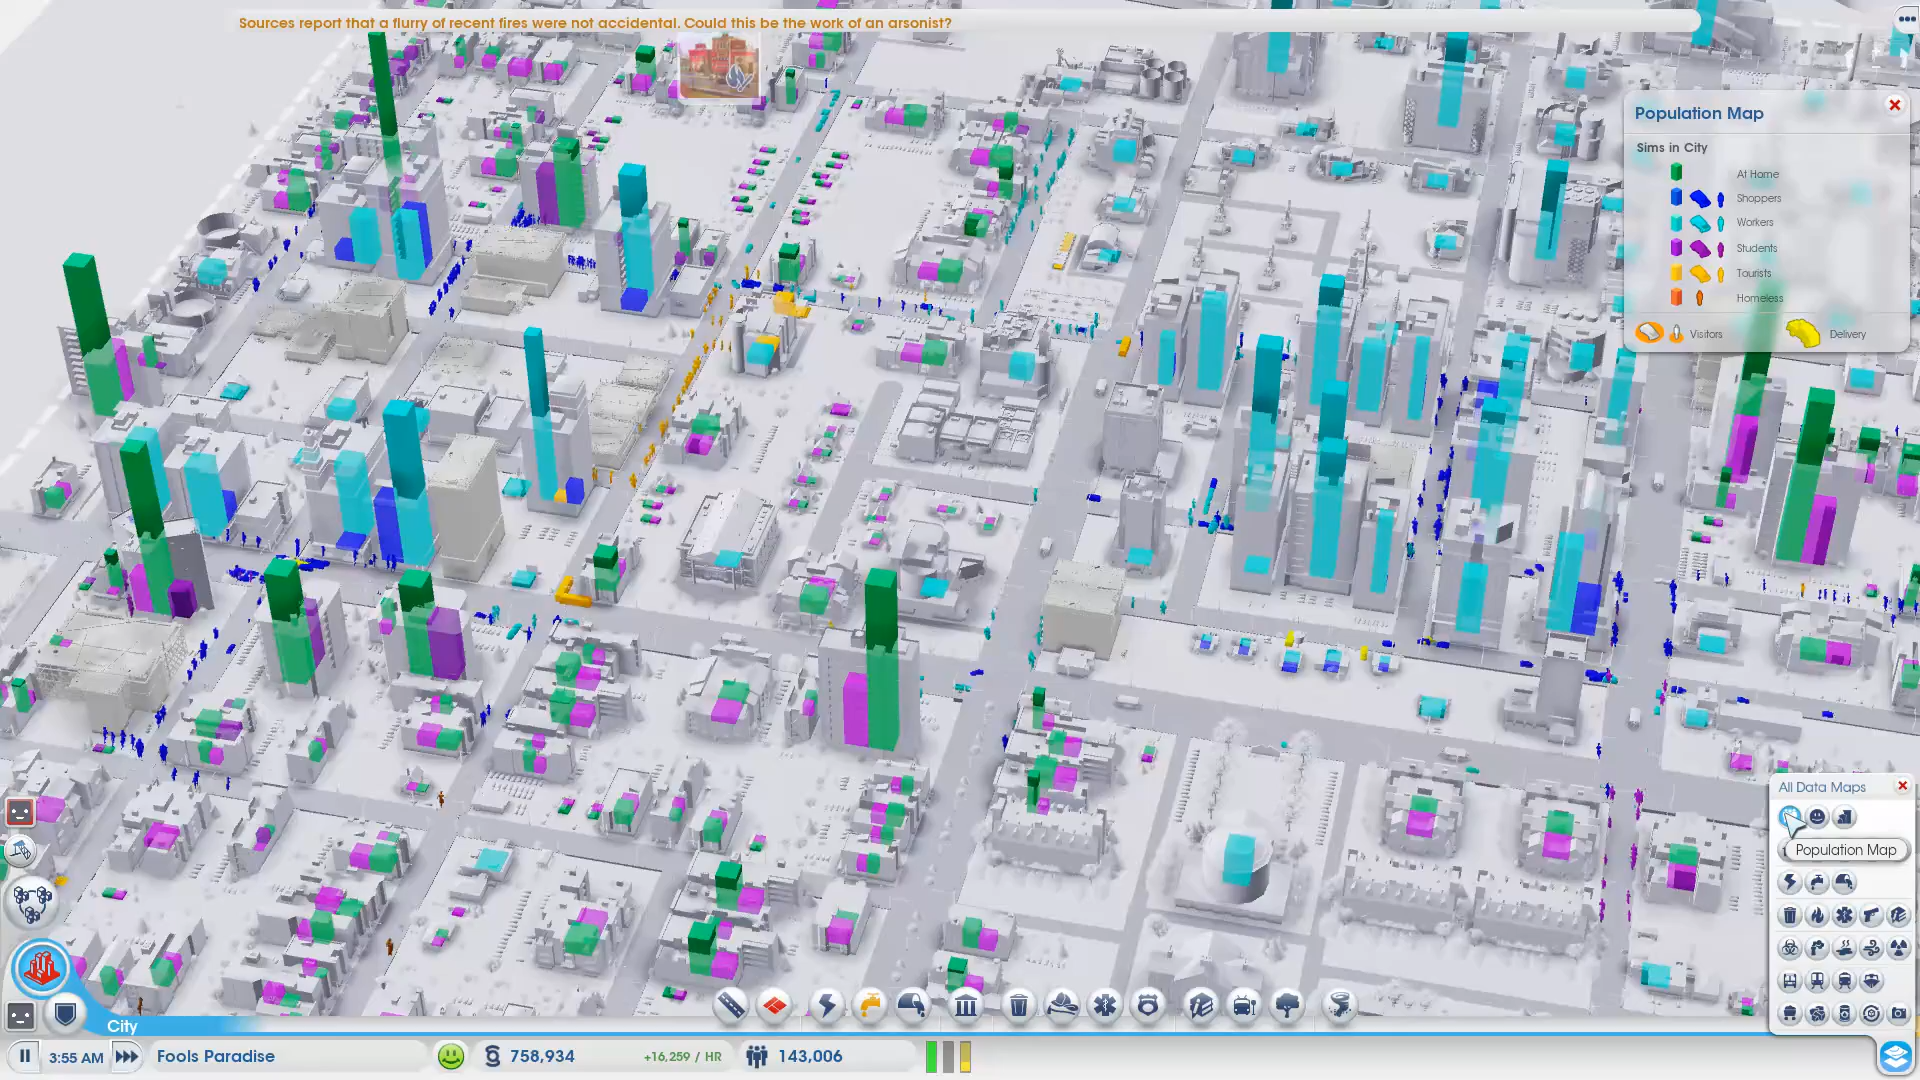 Sources report that a flurry of recent fires were not accidental. Could this be the work of an arsonist?
Population Map
Sims in City
At Home
Shoppers
Workers
Students
Tourists
Homeless
Visitors
Delivery
All Data Maps
Population Map
City
3:55 AM
Fools Paradise
758,934
+16,259 / HR
143,006